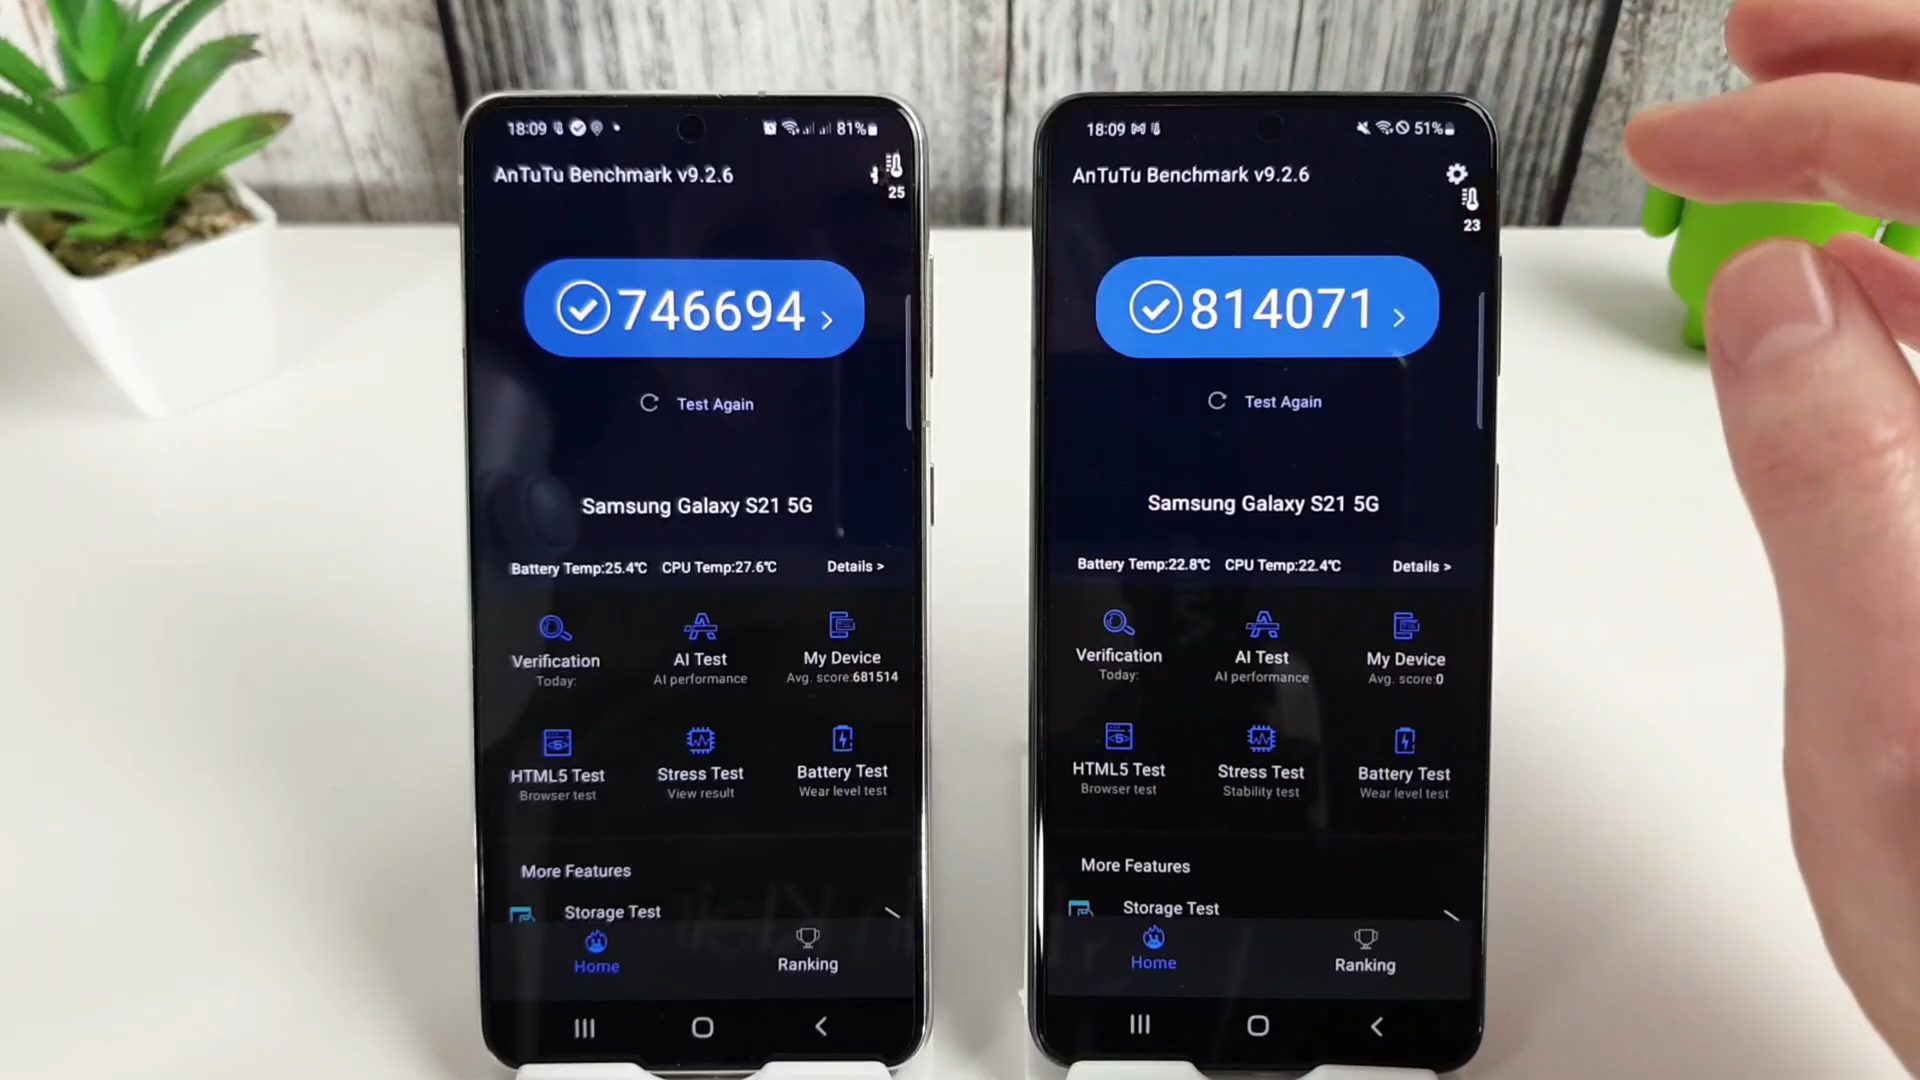 18:09
81%
AnTuTu Benchmark v9.2.6
25
746694
Test Again
Samsung Galaxy S21 5G
Battery Temp:25.4℃ CPU Temp:27.6℃ Details >
Verification
Today:
AI Test
AI performance
My Device
Avg. score:681514
HTML5 Test
Browser test
Stress Test
View result
Battery Test
Wear level test
More Features
Storage Test
Home
Ranking
18:09
51%
AnTuTu Benchmark v9.2.6
23
814071
Test Again
Samsung Galaxy S21 5G
Battery Temp:22.8℃ CPU Temp:22.4℃ Details >
Verification
Today:
AI Test
AI performance
My Device
Avg. score:0
HTML5 Test
Browser test
Stress Test
Stability test
Battery Test
Wear level test
More Features
Storage Test
Home
Ranking